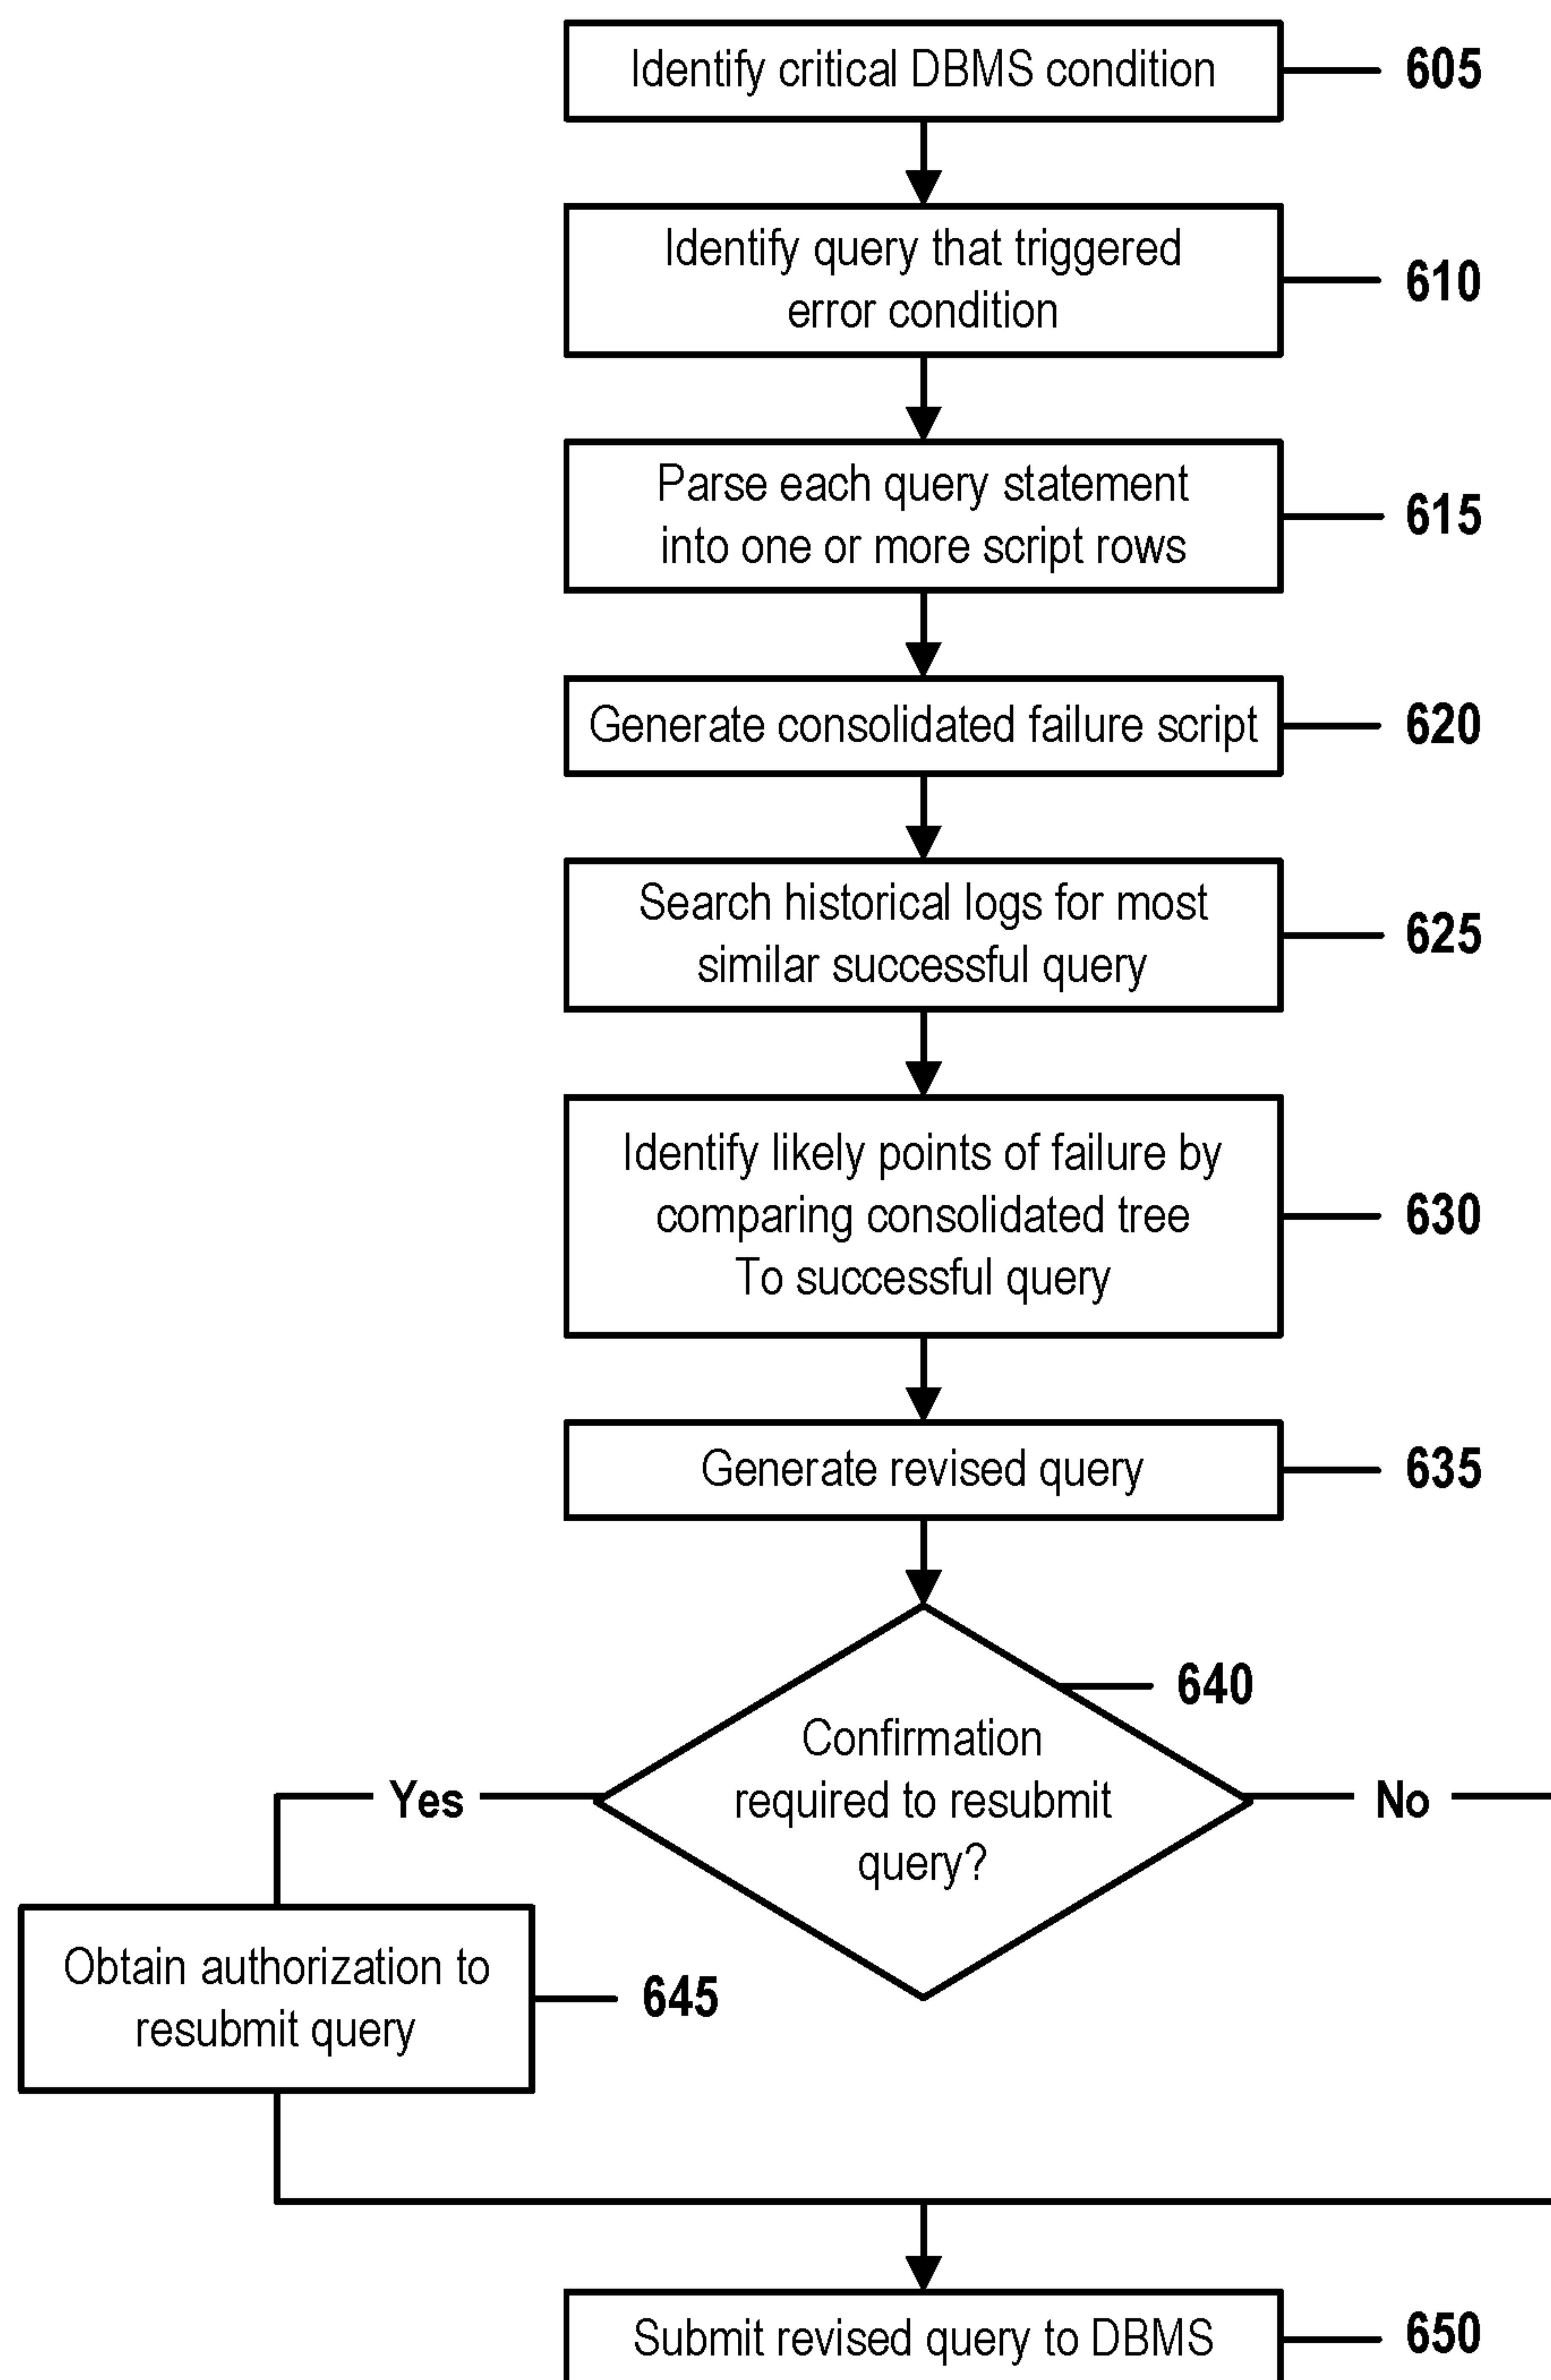 Identify critical DBMS condition
605
Identify query that triggered
error condition
610
Parse each query statement
into one or more script rows
615
Generate consolidated failure script
620
Search historical logs for most
similar successful query
625
Identify likely points of failure by
comparing consolidated tree
To successful query
630
Generate revised query
635
640
Confirmation
required to resubmit
query?
Yes
No
Obtain authorization to
resubmit query
645
Submit revised query to DBMS
650